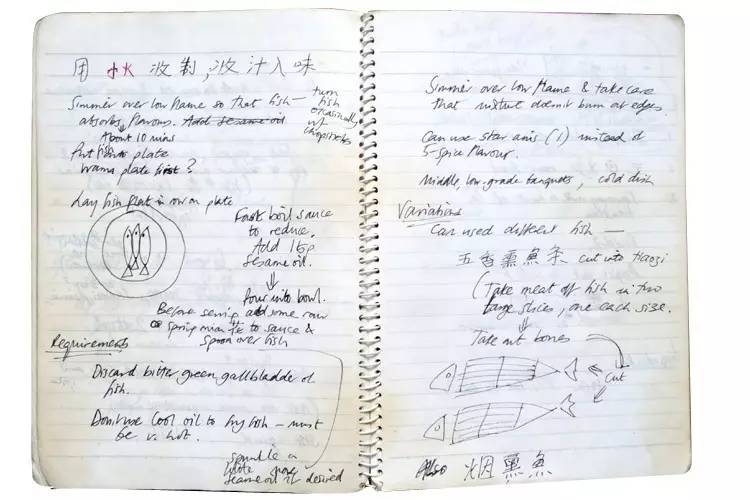 用 小火 收制,收汁入味
Simmer over low flame so that fish
absorbs flavours. Add sesame oil
turn
fish
occasionally
w/
chopsticks
About 10 mins
Put fish on plate
warm plate first?
Lay fish flat in row on plate
Fast boil sauce
to reduce.
Add 1 tsp
sesame oil.
⇓
Pour into bowl.
Before serving add some raw
spring onion to sauce &
spoon over fish
Requirements
Discard bitter green gallbladder of
fish.
Don't use cool oil to fry fish – must
be v. hot.
sprinkle a
little more
sesame oil if desired
Simmer over low flame & take care
that mixture doesn't burn at edges.
Can use star anis (1) instead of
5-spice flavour.
Middle, low-grade banquets, cold dish
Variations
Can used different fish —
五香熏魚条 cut into tiaozi
(Take meat off fish in two
large slices, one each side.
⇓
Take out bones
Cut
Also 烟熏魚